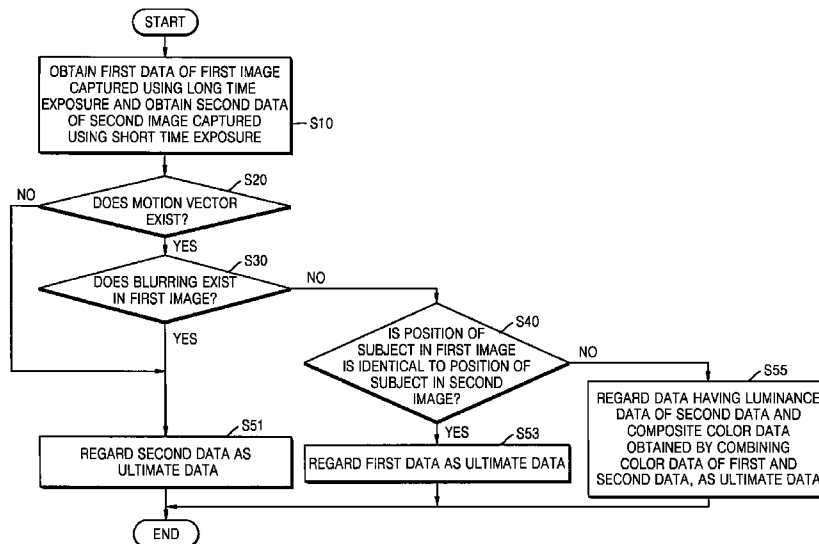 START
OBTAIN FIRST DATA OF FIRST IMAGE
CAPTURED USING LONG TIME
EXPOSURE AND OBTAIN SECOND DATA
OF SECOND IMAGE CAPTURED
USING SHORT TIME EXPOSURE
S10
S20
NO
DOES MOTION VECTOR
EXIST?
YES
S30
DOES BLURRING EXIST
IN FIRST IMAGE?
NO
YES
S40
IS POSITION OF
SUBJECT IN FIRST IMAGE
IS IDENTICAL TO POSITION OF
SUBJECT IN SECOND
IMAGE?
NO
YES
S51
REGARD SECOND DATA AS
ULTIMATE DATA
S53
REGARD FIRST DATA AS ULTIMATE DATA
S55
REGARD DATA HAVING LUMINANCE
DATA OF SECOND DATA AND
COMPOSITE COLOR DATA
OBTAINED BY COMBINING
COLOR DATA OF FIRST AND
SECOND DATA, AS ULTIMATE DATA
END